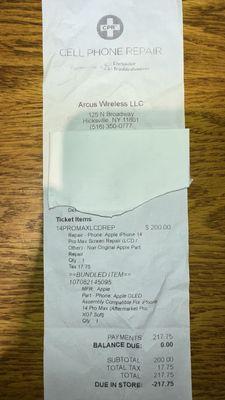 CPR
CELL PHONE REPAIR
Computer
Troubleshooters
Arcus Wireless LLC
125 N Broadway
Hicksville, NY 11801
(516) 350-0777
Ticket Items
14PROMAXLCDREP $ 200.00
Repair - Phone: Apple iPhone 14
Pro Max Screen Repair (LCD /
Other) - Non Original Apple Part
Repair
Qty : 1
Tax 17.75
==BUNDLED ITEM==
107082145095
MFR: Apple
Part - Phone: Apple OLED
Assembly Compatible For iPhone
14 Pro Max (Aftermarket Pro:
XO7 Soft)
Qty : 1
PAYMENTS 217.75
BALANCE DUE: 0.00
SUBTOTAL 200.00
TOTAL TAX 17.75
TOTAL 217.75
DUE IN STORE: -217.75